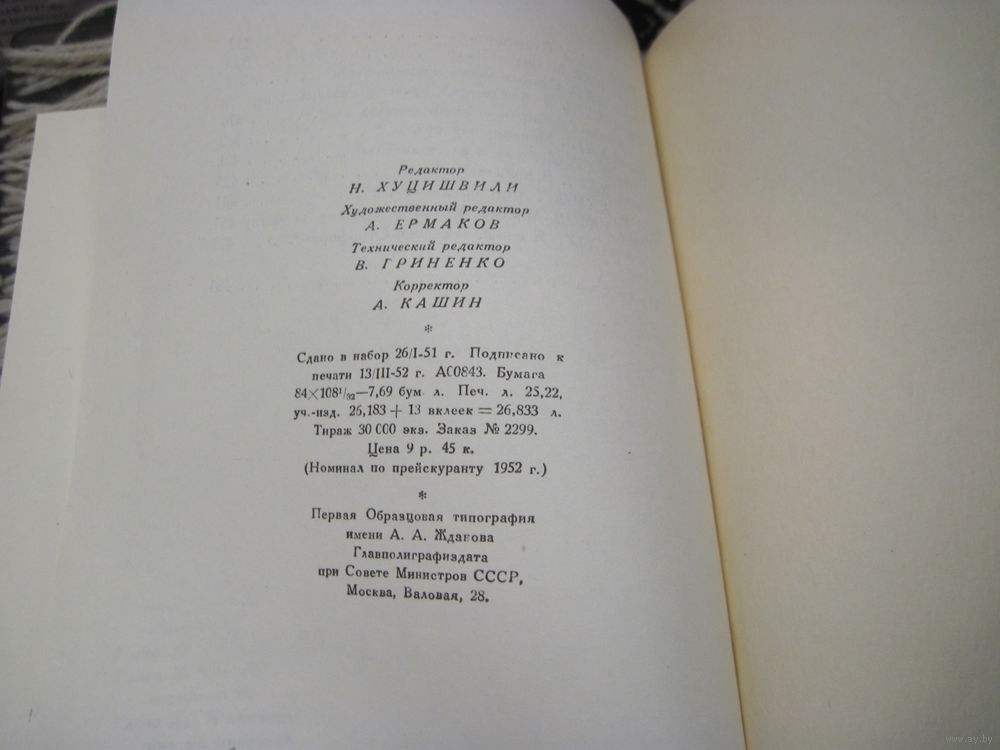 Редактор
Н. ХУЦИШВИЛИ
Художественный редактор
А. ЕРМАКОВ
Технический редактор
В. ГРИНЕНКО
Корректор
А. КАШИН
*
Сдано в набор 26/I-51 г. Подписано к
печати 13/III-52 г. А00843. Бумага
84×108¹/₃₂—7,69 бум. л. Печ. л. 25,22,
уч.-изд. 26,183 + 13 вклеек = 26,833 л.
Тираж 30 000 экз. Заказ № 2299.
Цена 9 р. 45 к.
(Номинал по прейскуранту 1952 г.)
*
Первая Образцовая типография
имени А. А. Жданова
Главполиграфиздата
при Совете Министров СССР,
Москва, Валовая, 28.
www.ay.by